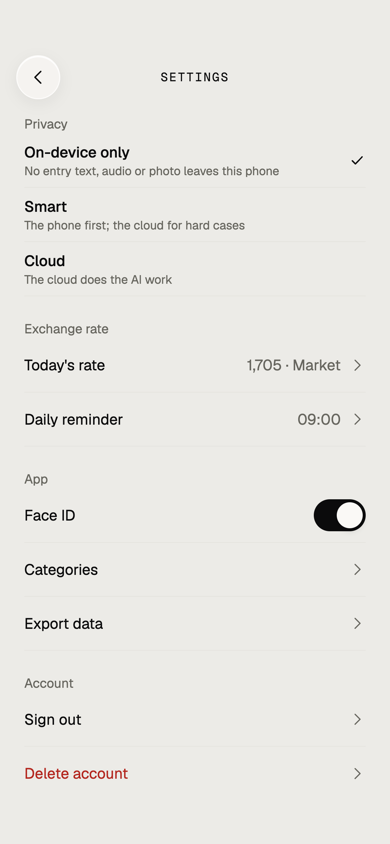 SETTINGS
Privacy
On-device only
No entry text, audio or photo leaves this phone
Smart
The phone first; the cloud for hard cases
Cloud
The cloud does the AI work
Exchange rate
Today's rate 1,705 · Market
Daily reminder 09:00
App
Face ID
Categories
Export data
Account
Sign out
Delete account